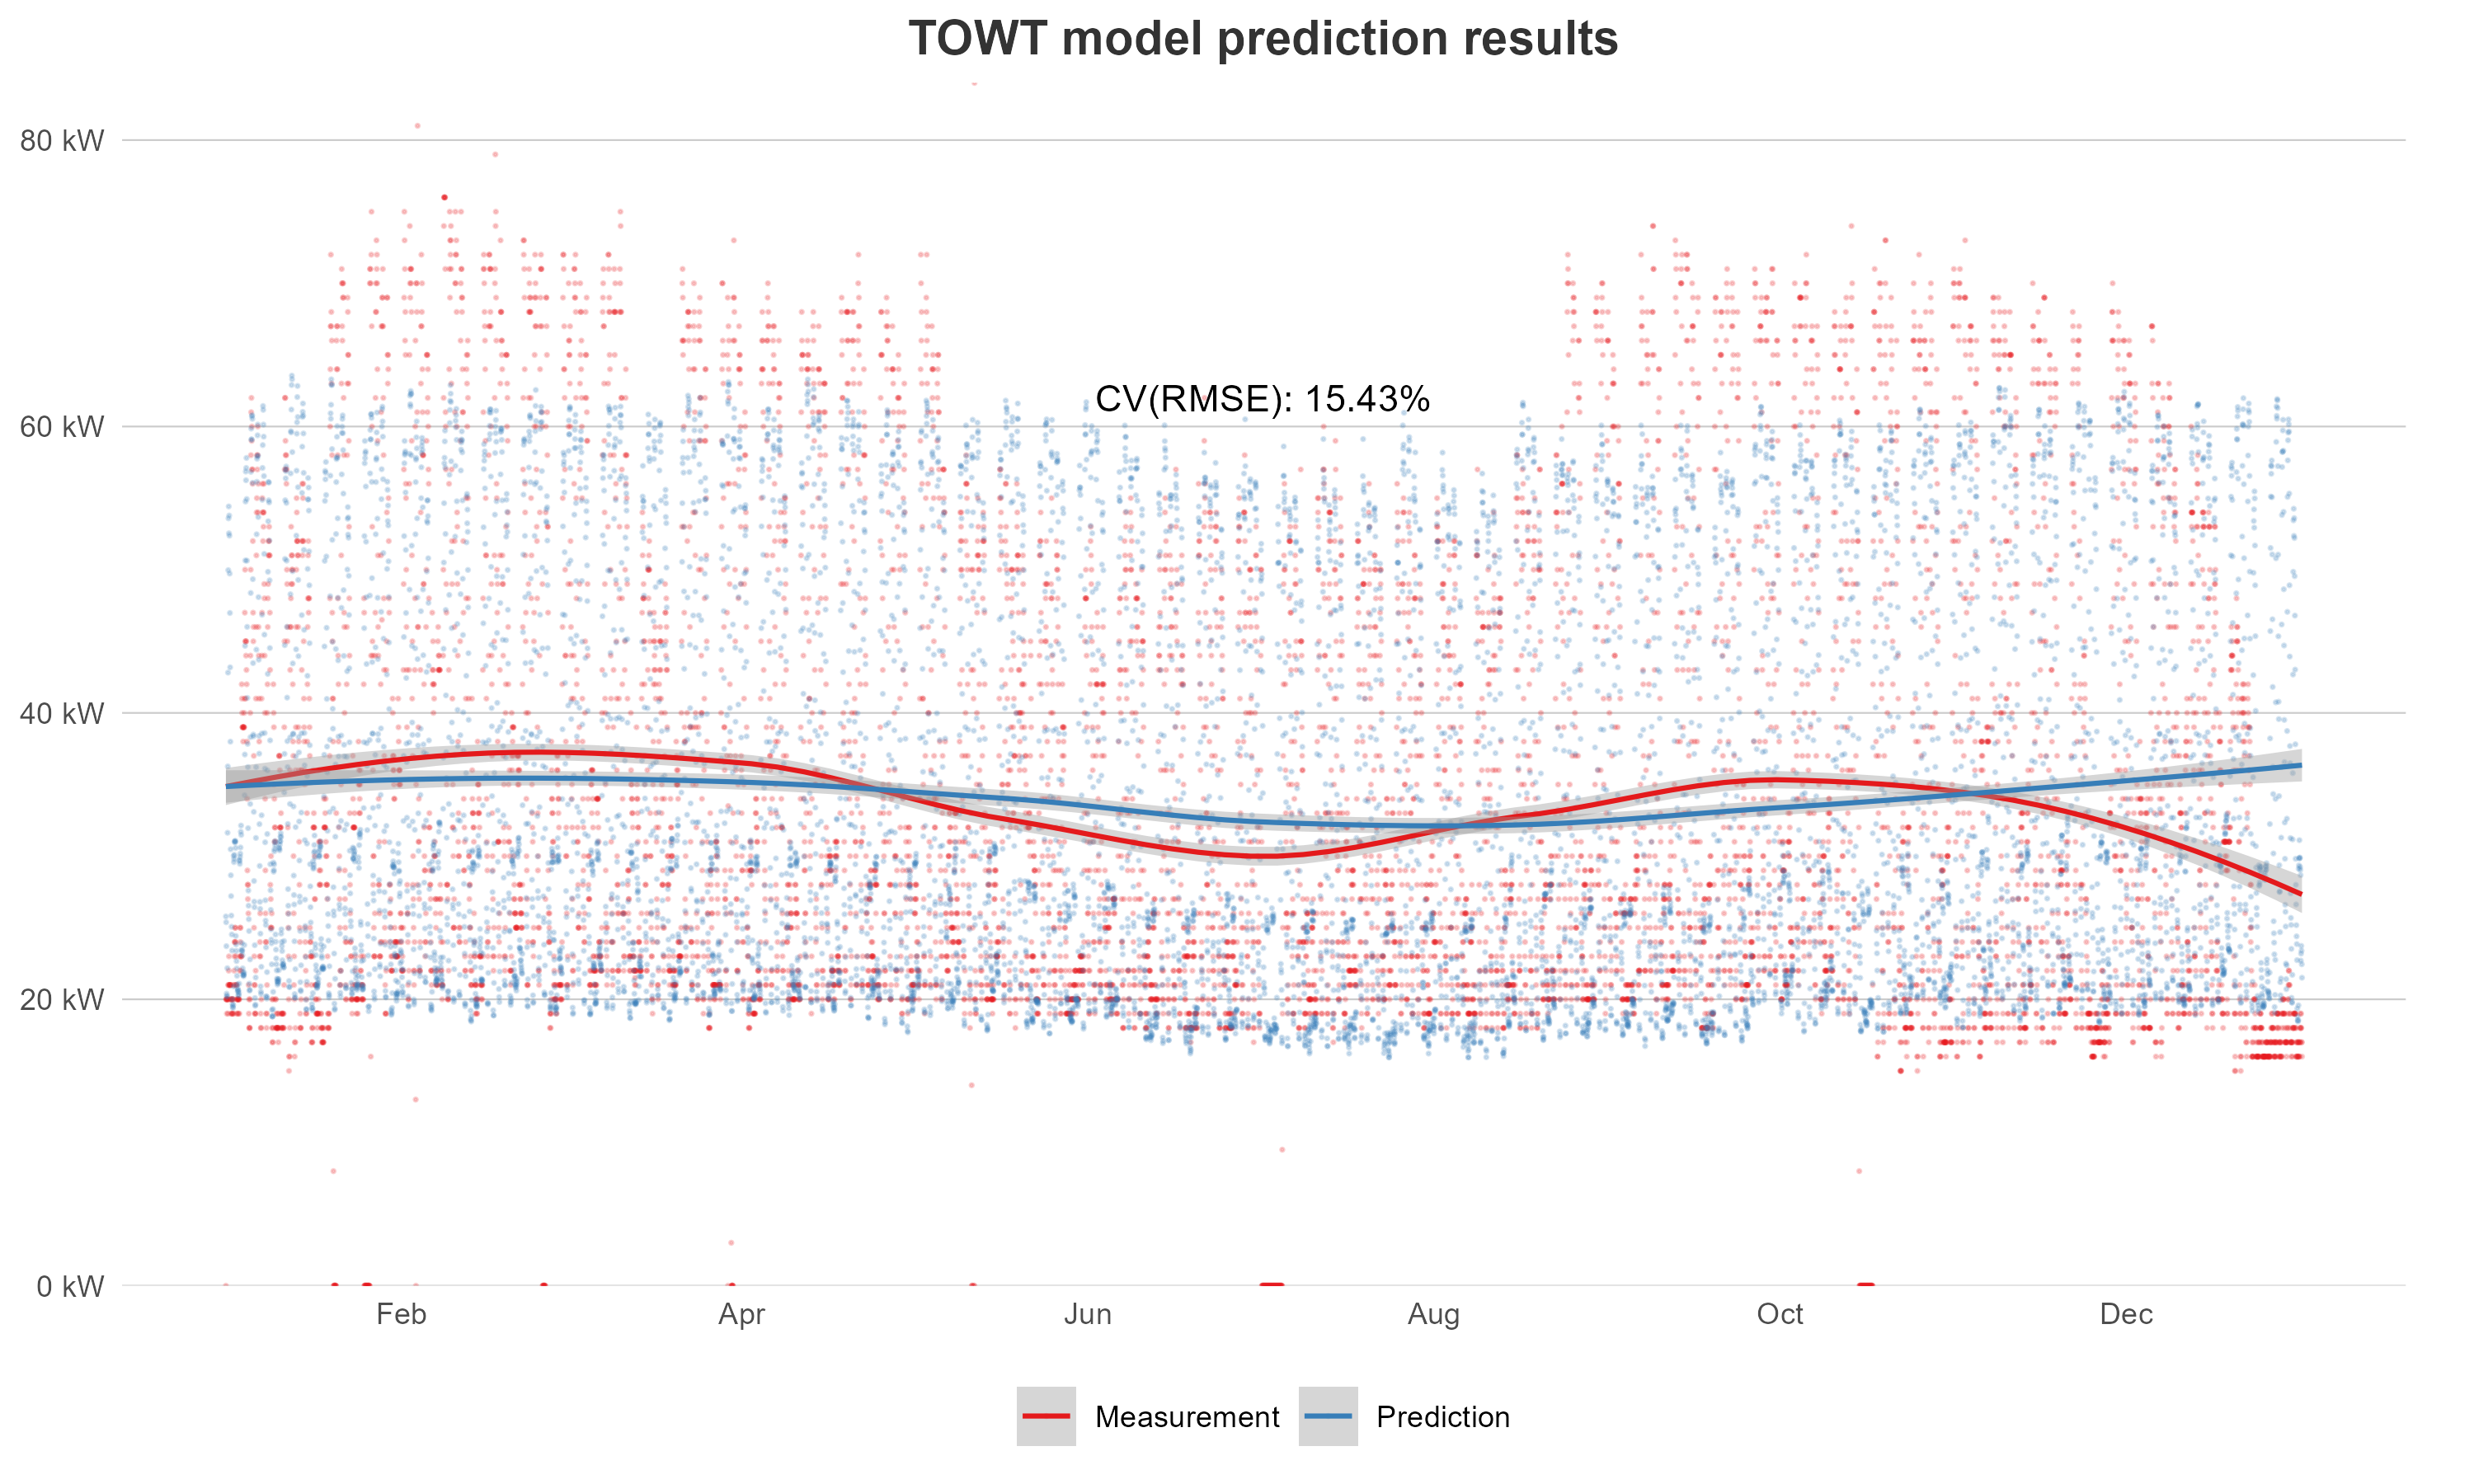 TOWT model prediction results
80 kW
CV(RMSE): 15.43%
60 kW
40 kW
20 kW
0 kW
Feb Apr Jun Aug Oct Dec
Measurement Prediction